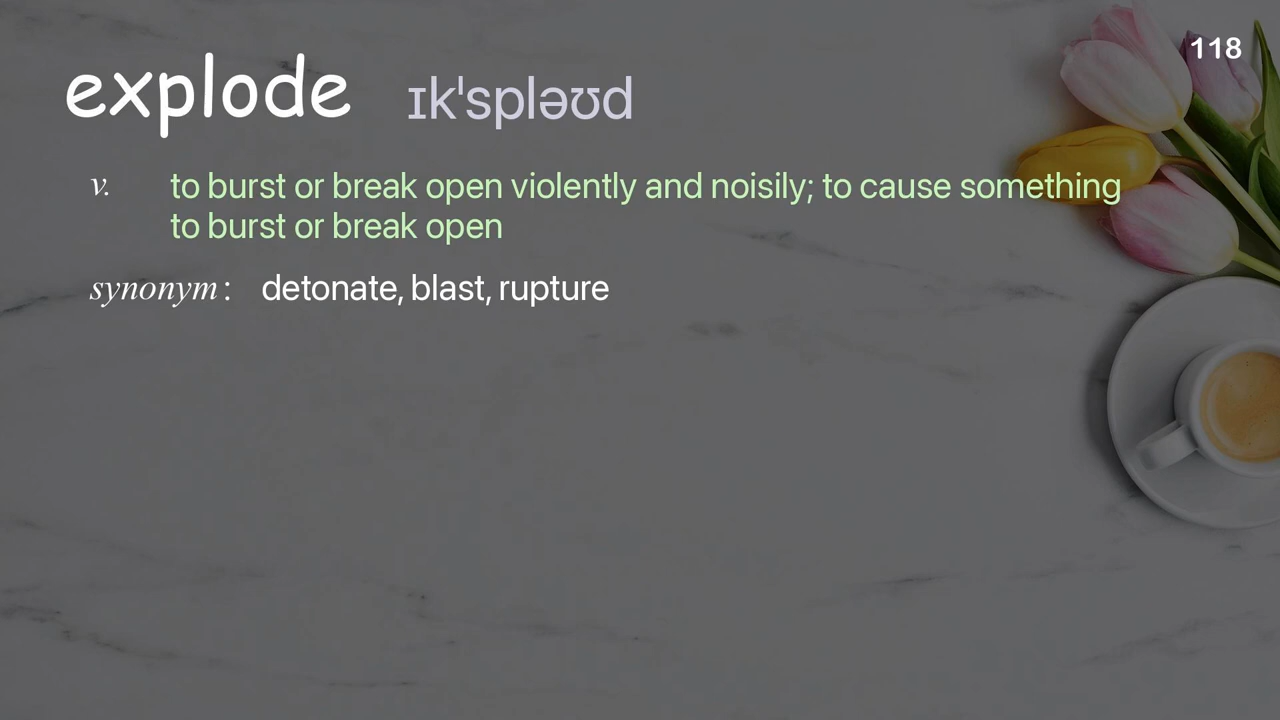 118
explode ɪk'spləʊd
v. to burst or break open violently and noisily; to cause something
to burst or break open
synonym : detonate, blast, rupture